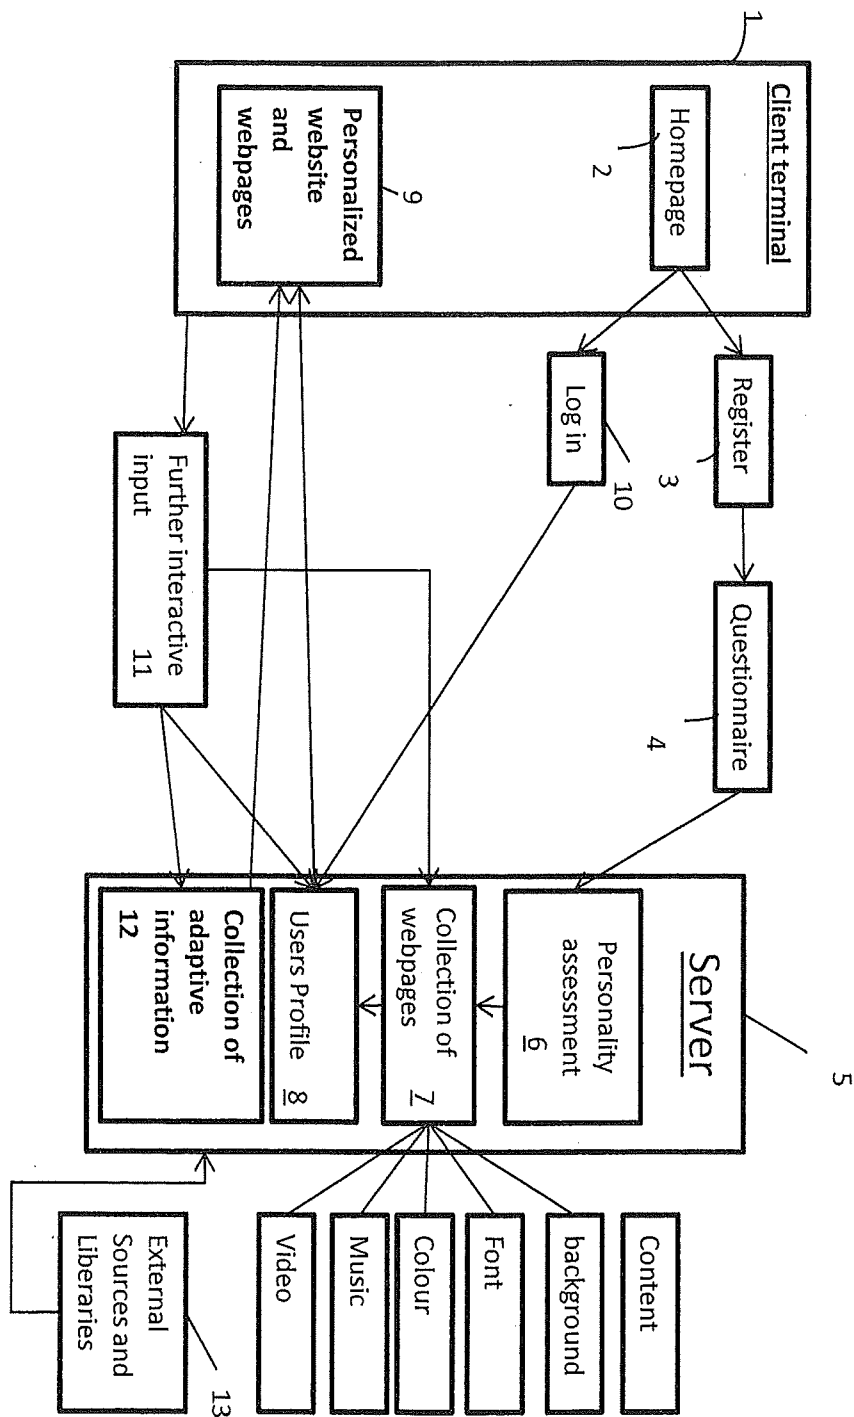 1
Client terminal
Homepage
2
Personalized
website
and
webpages
9
Register
3
Log in
10
Questionnaire
4
Further interactive
input
11
Server
5
Personality
assessment
6
Collection of
webpages
7
Users Profile
8
Collection of
adaptive
information
12
Content
background
Font
Colour
Music
Video
External
Sources and
Liberaries
13